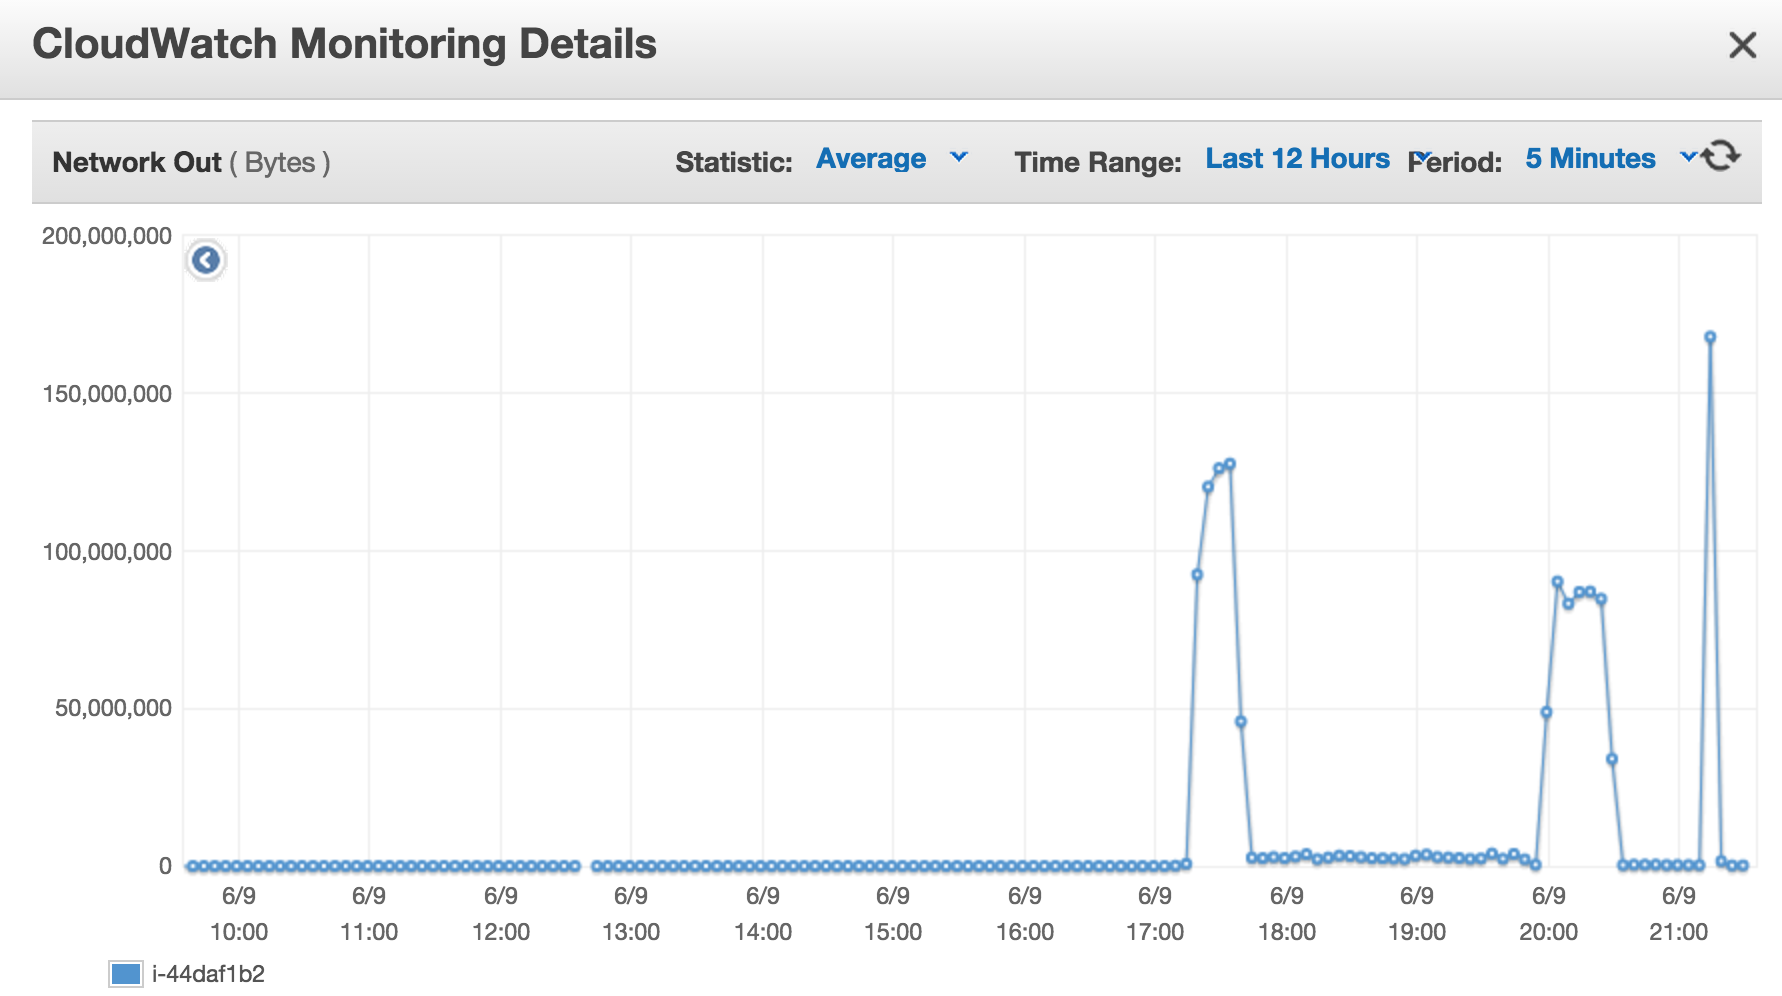 CloudWatch Monitoring Details
Network Out ( Bytes ) Statistic: Average Time Range: Last 12 Hours Period: 5 Minutes
200,000,000
150,000,000
100,000,000
50,000,000
0
6/9 6/9 6/9 6/9 6/9 6/9 6/9 6/9 6/9 6/9 6/9 6/9
10:00 11:00 12:00 13:00 14:00 15:00 16:00 17:00 18:00 19:00 20:00 21:00
i-44daf1b2